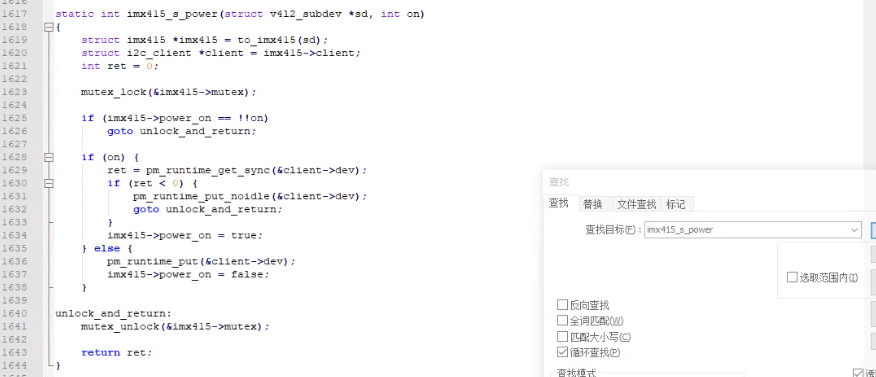 1616
1617 static int imx415_s_power(struct v4l2_subdev *sd, int on)
1618 {
1619 struct imx415 *imx415 = to_imx415(sd);
1620 struct i2c_client *client = imx415->client;
1621 int ret = 0;
1622
1623 mutex_lock(&imx415->mutex);
1624
1625 if (imx415->power_on == !!on)
1626 goto unlock_and_return;
1627
1628 if (on) {
1629 ret = pm_runtime_get_sync(&client->dev);
1630 if (ret < 0) {
1631 pm_runtime_put_noidle(&client->dev);
1632 goto unlock_and_return;
1633 }
1634 imx415->power_on = true;
1635 } else {
1636 pm_runtime_put(&client->dev);
1637 imx415->power_on = false;
1638 }
1639
1640 unlock_and_return:
1641 mutex_unlock(&imx415->mutex);
1642
1643 return ret;
1644 }
查找
查找 替换 文件查找 标记
查找目标(F): imx415_s_power
选取范围内(I)
反向查找
全词匹配(W)
匹配大小写(C)
循环查找(P)
查找模式